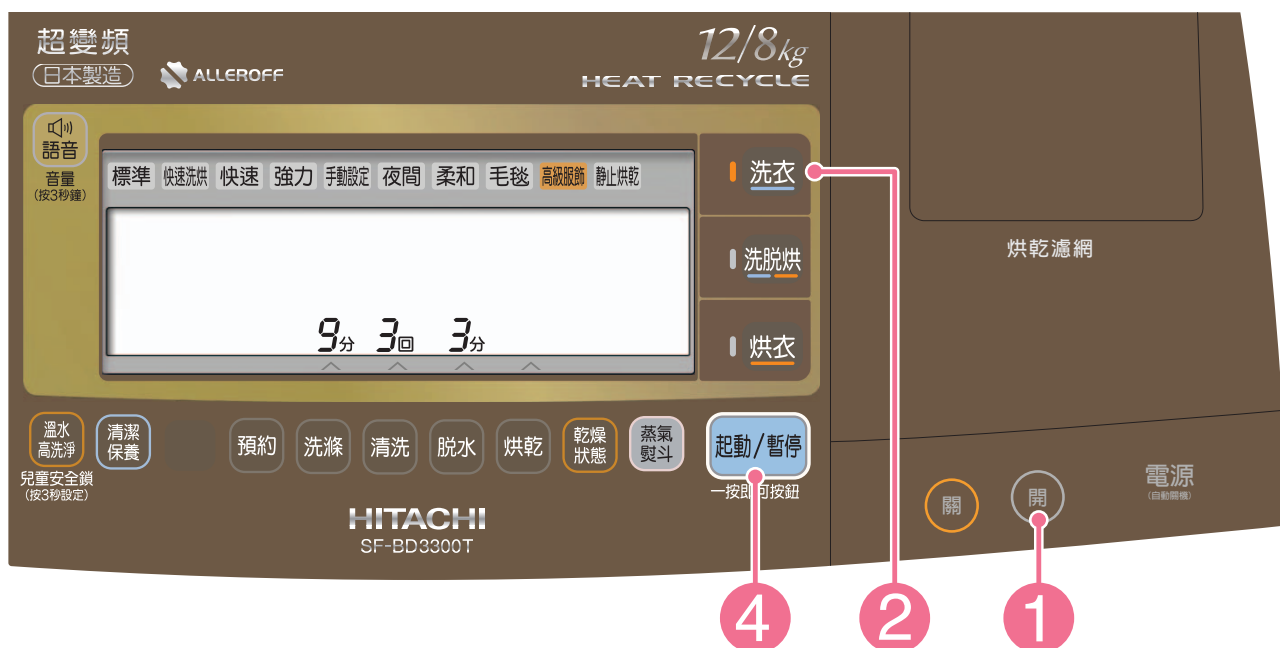 超變頻
日本製造
ALLEROFF
12/8kg
HEAT RECYCLE
語音
音量
(按3秒鐘)
標準 快速洗烘 快速 強力 手動設定 夜間 柔和 毛毯 高級服飾 靜止烘乾
9分 3回 3分
洗衣
洗脱烘
烘衣
烘乾濾網
溫水
高洗淨
兒童安全鎖
(按3秒設定)
清潔
保養
預約
洗滌
清洗
脱水
烘乾
乾燥
狀態
蒸氣
熨斗
起動/暫停
一按即可按鈕
HITACHI
SF-BD3300T
關
開
電源
(自動關機)
4
2
1